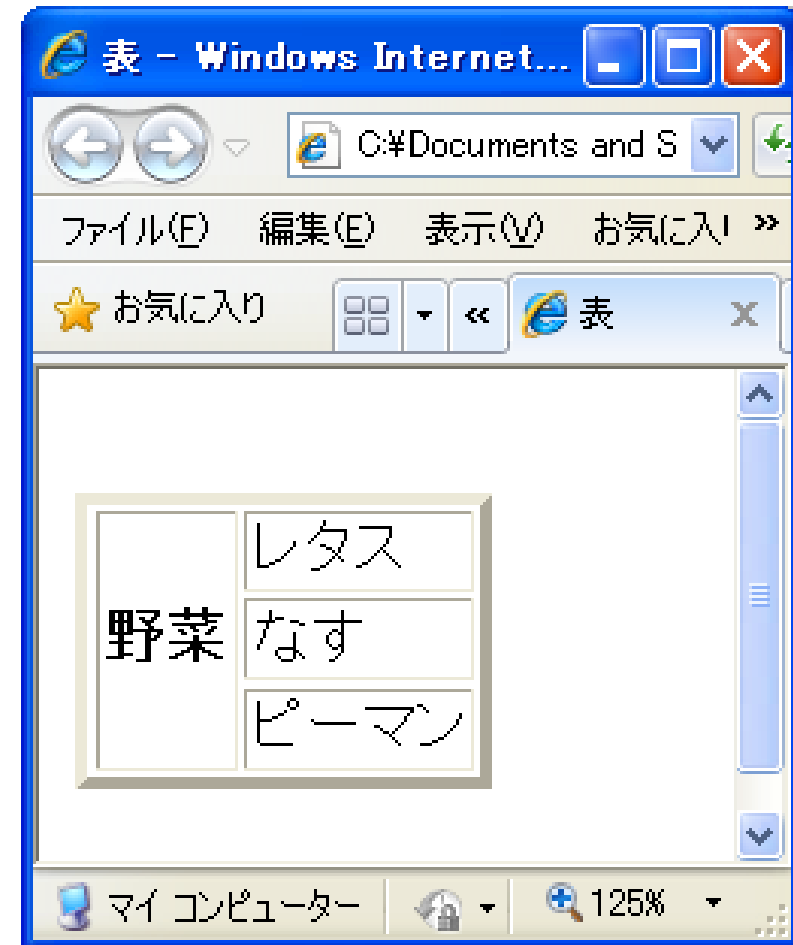 表 - Windows Internet...
C:¥Documents and S
ファイル(F) 編集(E) 表示(V) お気に入り »
お気に入り « 表 x
野菜
レタス
なす
ピーマン
マイ コンピューター 125%